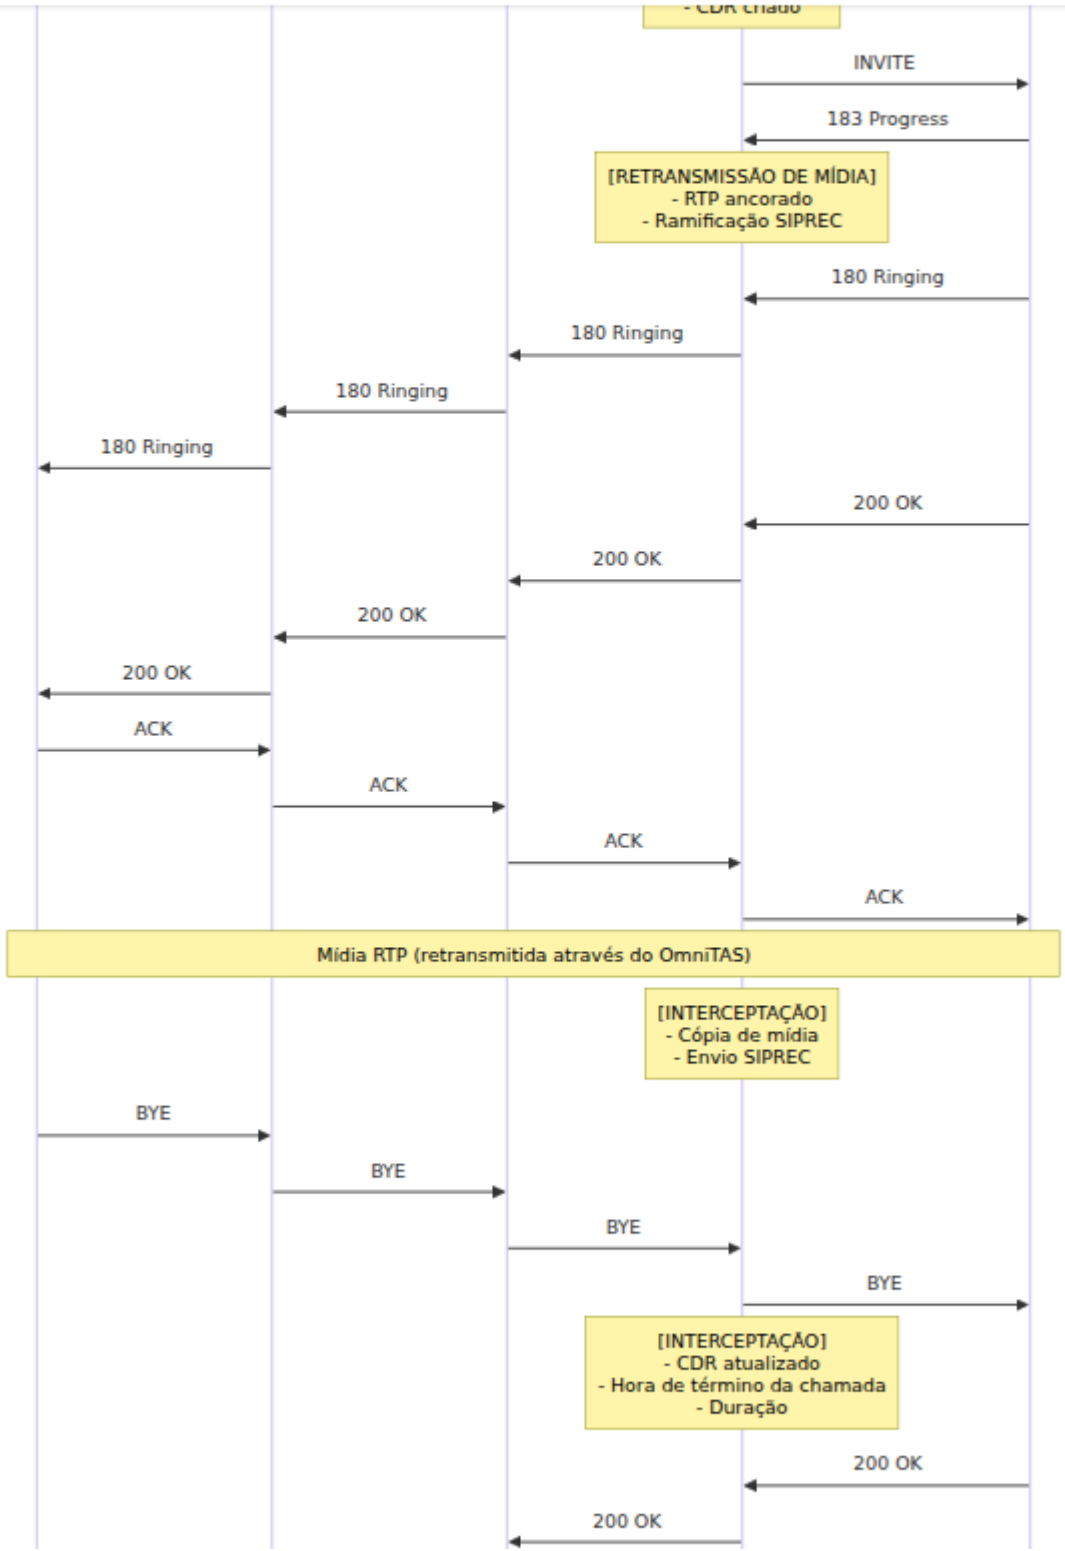 - CDR criado
INVITE
183 Progress
[RETRANSMISSÃO DE MÍDIA]
- RTP ancorado
- Ramificação SIPREC
180 Ringing
180 Ringing
180 Ringing
180 Ringing
200 OK
200 OK
200 OK
200 OK
ACK
ACK
ACK
ACK
Mídia RTP (retransmitida através do OmniTAS)
[INTERCEPTAÇÃO]
- Cópia de mídia
- Envio SIPREC
BYE
BYE
BYE
BYE
[INTERCEPTAÇÃO]
- CDR atualizado
- Hora de término da chamada
- Duração
200 OK
200 OK